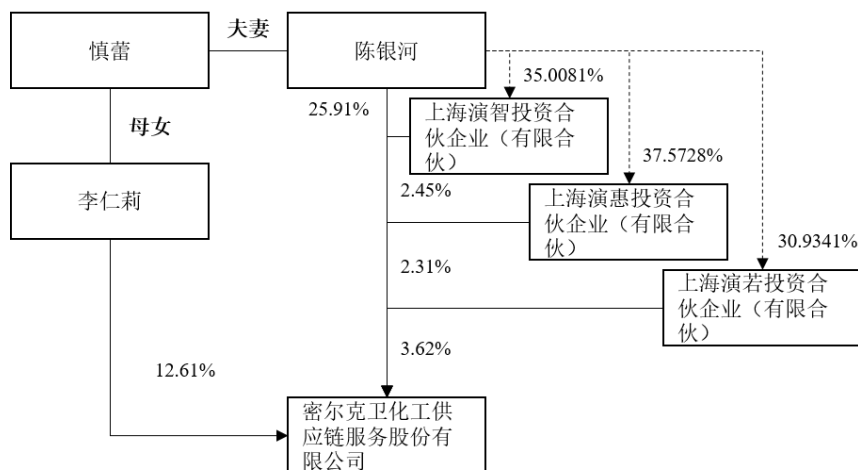 慎蕾
夫妻
陈银河
35.0081%
25.91%
上海演智投资合
伙企业（有限合
伙）
母女
37.5728%
2.45%
李仁莉
上海演惠投资合
伙企业（有限合
伙）
30.9341%
2.31%
上海演若投资合
伙企业（有限合
伙）
3.62%
12.61%
密尔克卫化工供
应链服务股份有
限公司